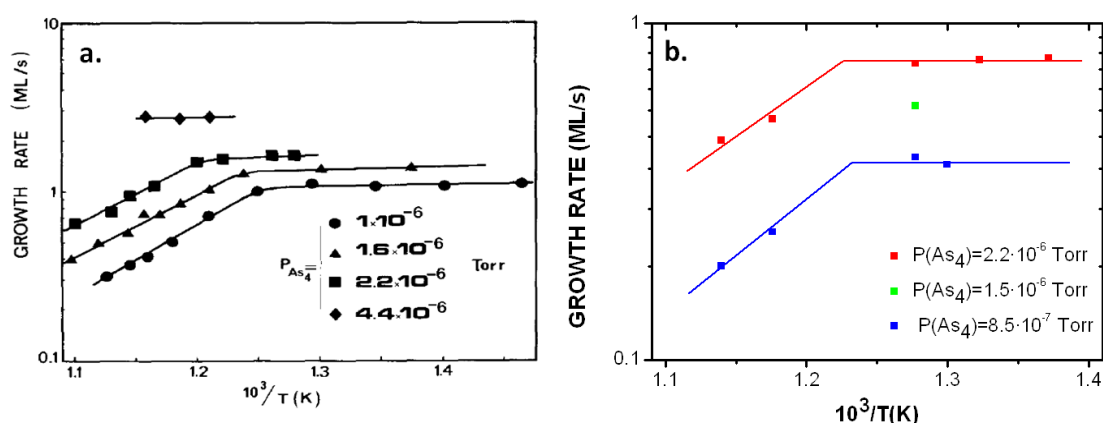 a.
GROWTH RATE (ML/s)
10
1
0.1
1.1
1.2
1.3
1.4
10³/T(K)
P_As₄=
1×10⁻⁶
1.6×10⁻⁶
2.2×10⁻⁶
4.4×10⁻⁶
Torr
b.
GROWTH RATE (ML/s)
1
0.1
1.1
1.2
1.3
1.4
10³/T(K)
P(As₄)=2.2·10⁻⁶ Torr
P(As₄)=1.5·10⁻⁶ Torr
P(As₄)=8.5·10⁻⁷ Torr